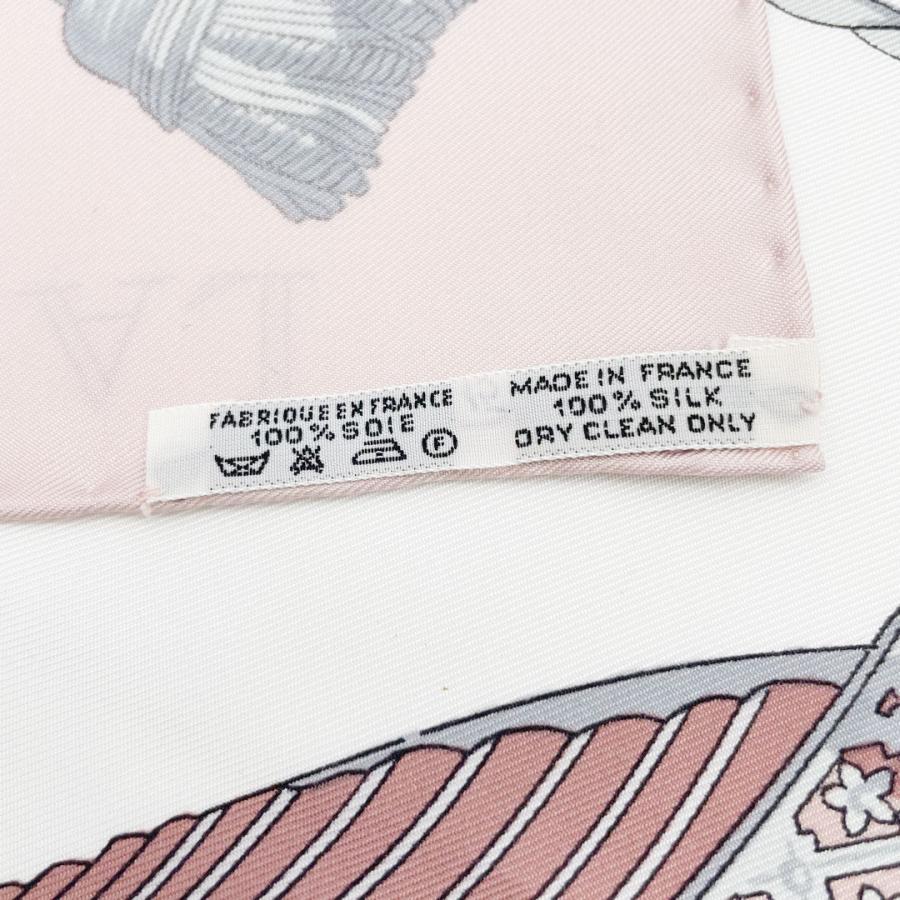 FABRIQUE EN FRANCE
100% SOIE
F
MADE IN FRANCE
100% SILK
DRY CLEAN ONLY